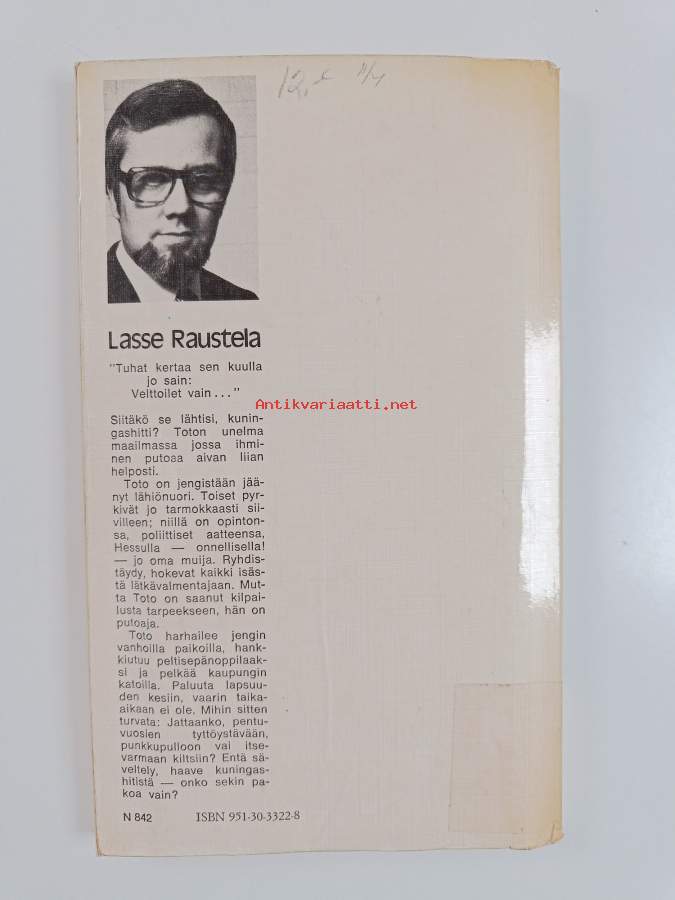 12,-
Lasse Raustela
"Tuhat kertaa sen kuulla
jo sain:
Velttoilet vain..."
Antikvariaatti.net
Siitäkö se lähtisi, kunin-
gashitti? Toton unelma
maailmassa jossa ihmi-
nen putoaa aivan liian
helposti.
Toto on jengistään jää-
nyt lähiönuori. Toiset pyr-
kivät jo tarmokkaasti sii-
villeen; niillä on opinton-
sa, poliittiset aatteensa,
Hessulla — onnellisella!
— jo oma muija. Ryhdis-
täydy, hokevat kaikki isäs-
tä lätkävalmentajaan. Mut-
ta Toto on saanut kilpai-
lusta tarpeekseen, hän on
putoaja.
Toto harhailee jengin
vanhoilla paikoilla, hank-
kiutuu peltisepänoppilaak-
si ja pelkää kaupungin
katoilla. Paluuta lapsuu-
den kesiin, vaarin taika-
aikaan ei ole. Mihin sitten
turvata: Jattaanko, pentu-
vuosien tyttöystävään,
punkkupulloon vai itse-
varmaan kiltsiin? Entä sä-
veltely, haave kuningas-
hitistä — onko sekin pa-
koa vain?
N 842
ISBN 951-30-3322-8